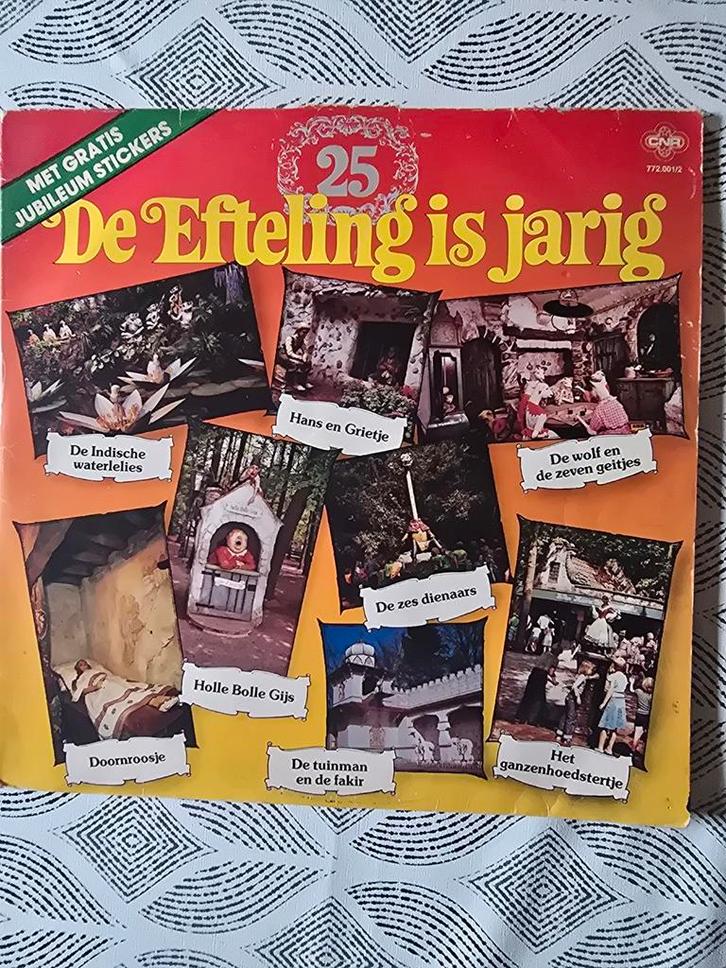 MET GRATIS
JUBILEUM STICKERS
25
CNR
772.001/2
De Efteling is jarig
De Indische
waterlelies
Hans en Grietje
De wolf en
de zeven geitjes
De zes dienaars
Holle Bolle Gijs
Doornroosje
De tuinman
en de fakir
Het
ganzenhoedstertje